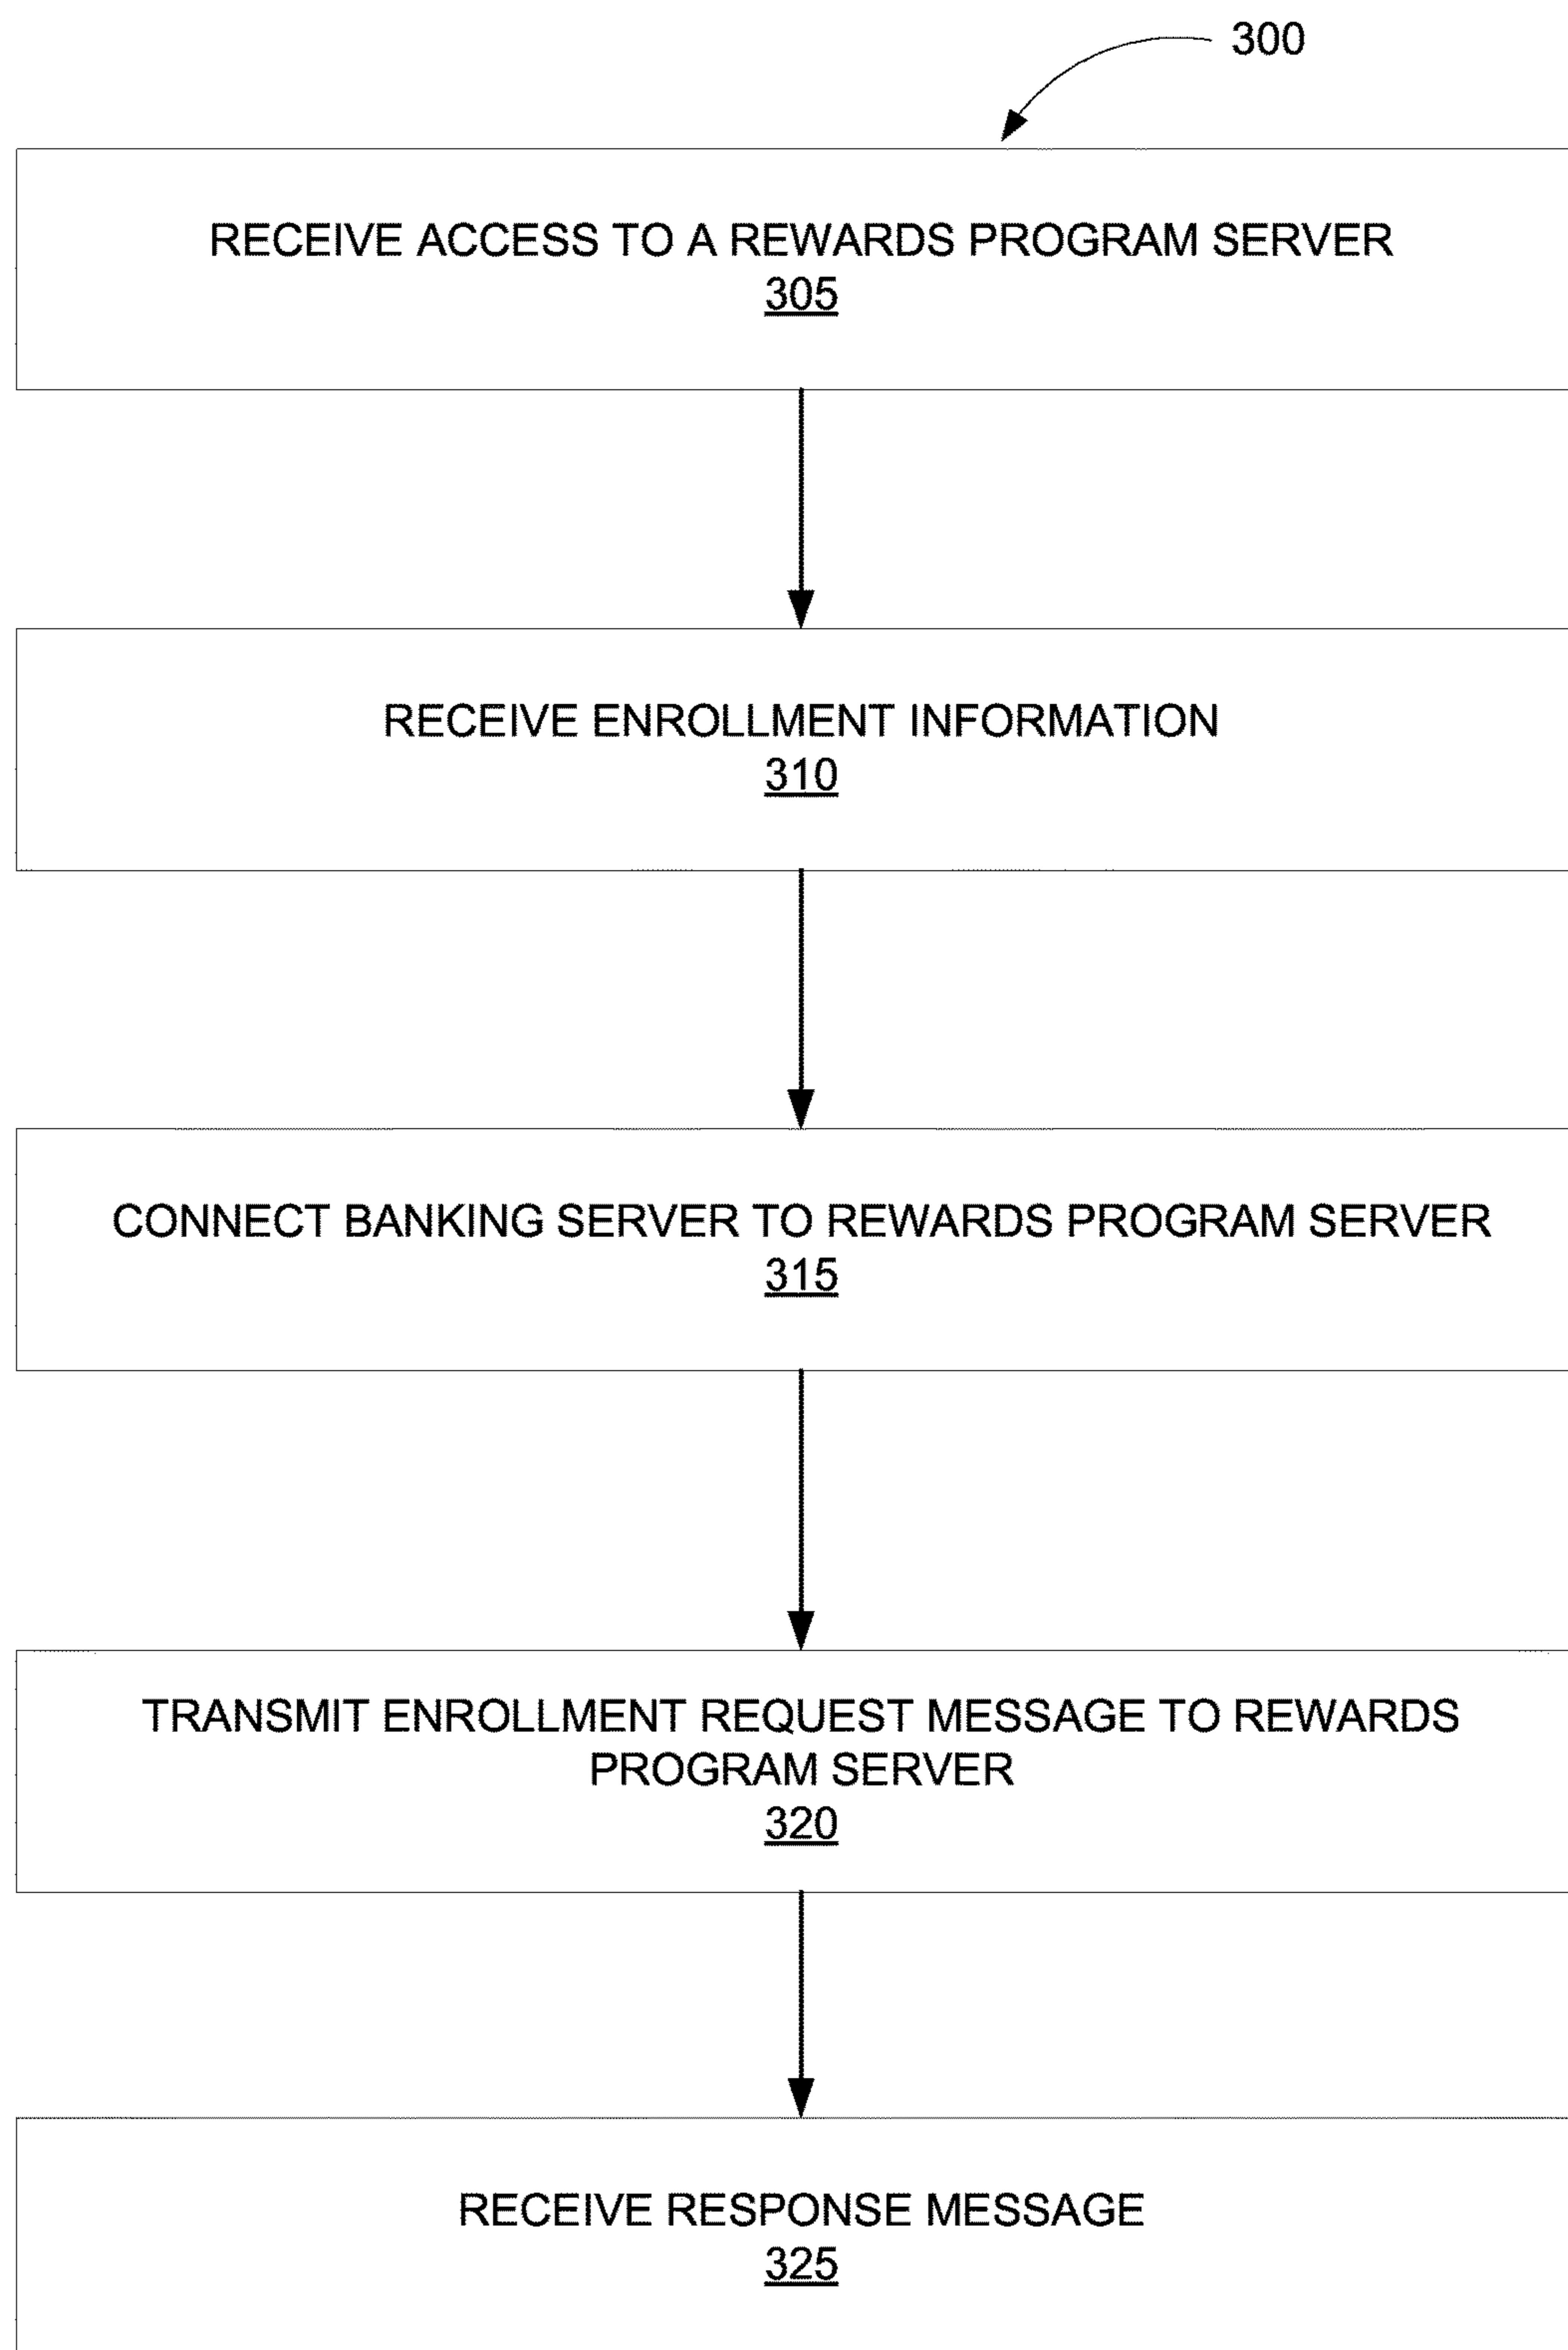 300
RECEIVE ACCESS TO A REWARDS PROGRAM SERVER
305
RECEIVE ENROLLMENT INFORMATION
310
CONNECT BANKING SERVER TO REWARDS PROGRAM SERVER
315
TRANSMIT ENROLLMENT REQUEST MESSAGE TO REWARDS
PROGRAM SERVER
320
RECEIVE RESPONSE MESSAGE
325